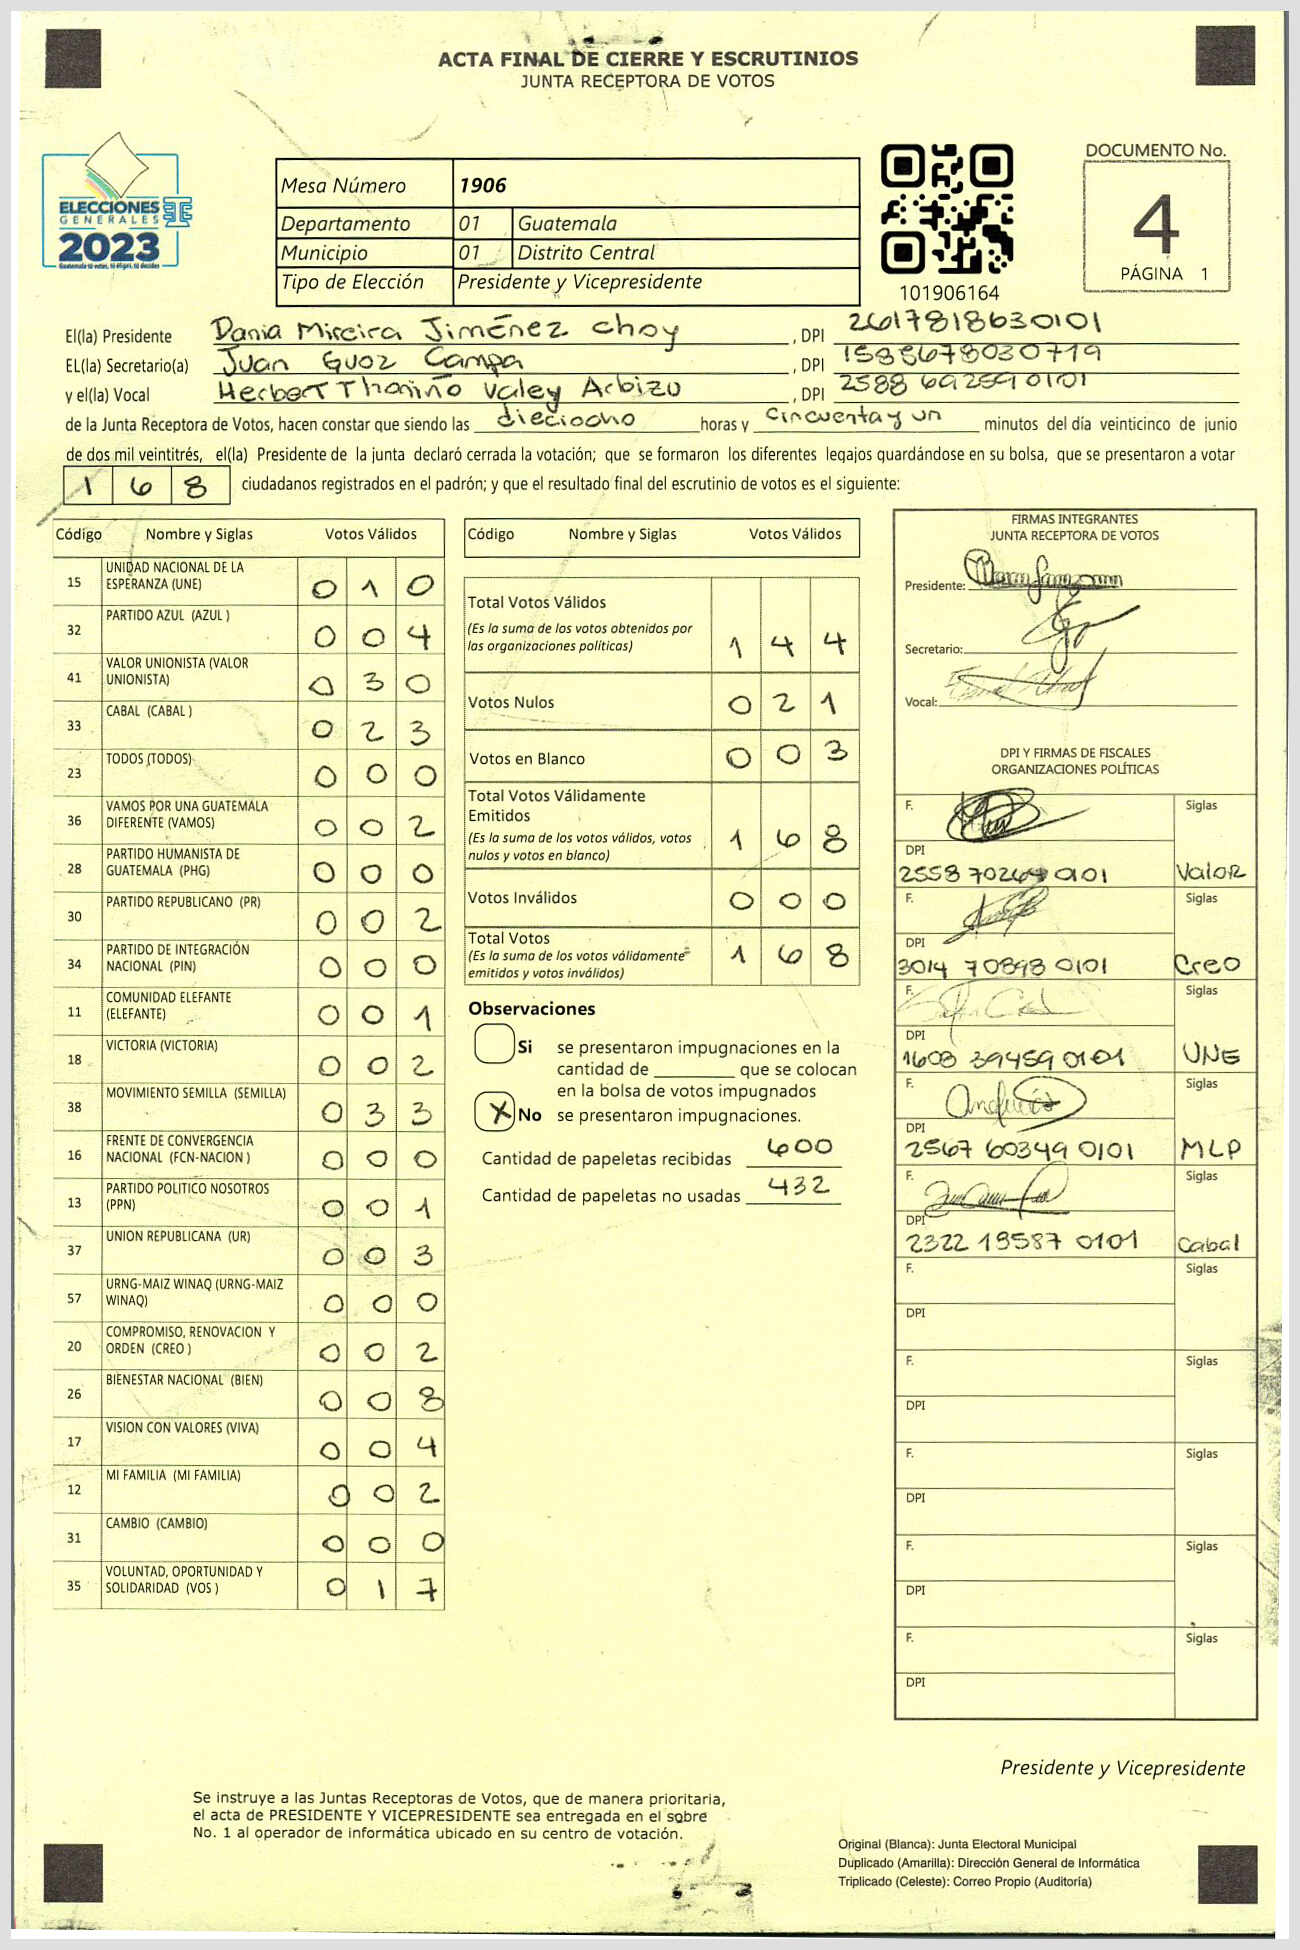 ACTA FINAL DE CIERRE Y ESCRUTINIOS
JUNTA RECEPTORA DE VOTOS
ELECCIONES
GENERALES
2023
Guatemala tú votas, tú eliges, tú decides
Mesa Número 1906
Departamento 01 Guatemala
Municipio 01 Distrito Central
Tipo de Elección Presidente y Vicepresidente
101906164
DOCUMENTO No.
4
PÁGINA 1
El(la) Presidente Dania Mireira Jiménez choy , DPI 2617818630101
EL(la) Secretario(a) Juan Guoz Campa , DPI 1588678030719
y el(la) Vocal Herbert Thoniño Valey Arbizu , DPI 2588 692590101
de la Junta Receptora de Votos, hacen constar que siendo las dieciocho horas y cincuenta y un minutos del día veinticinco de junio
de dos mil veintitrés, el(la) Presidente de la junta declaró cerrada la votación; que se formaron los diferentes legajos quardándose en su bolsa, que se presentaron a votar
1 6 8 ciudadanos registrados en el padrón; y que el resultado final del escrutinio de votos es el siguiente:
Código Nombre y Siglas Votos Válidos
15 UNIDAD NACIONAL DE LA ESPERANZA (UNE) 0 1 0
32 PARTIDO AZUL (AZUL ) 0 0 4
41 VALOR UNIONISTA (VALOR UNIONISTA) 0 3 0
33 CABAL (CABAL ) 0 2 3
23 TODOS (TODOS) 0 0 0
36 VAMOS POR UNA GUATEMALA DIFERENTE (VAMOS) 0 0 2
28 PARTIDO HUMANISTA DE GUATEMALA (PHG) 0 0 0
30 PARTIDO REPUBLICANO (PR) 0 0 2
34 PARTIDO DE INTEGRACIÓN NACIONAL (PIN) 0 0 0
11 COMUNIDAD ELEFANTE (ELEFANTE) 0 0 1
18 VICTORIA (VICTORIA) 0 0 2
38 MOVIMIENTO SEMILLA (SEMILLA) 0 3 3
16 FRENTE DE CONVERGENCIA NACIONAL (FCN-NACION ) 0 0 0
13 PARTIDO POLITICO NOSOTROS (PPN) 0 0 1
37 UNION REPUBLICANA (UR) 0 0 3
57 URNG-MAIZ WINAQ (URNG-MAIZ WINAQ) 0 0 0
20 COMPROMISO, RENOVACION Y ORDEN (CREO ) 0 0 2
26 BIENESTAR NACIONAL (BIEN) 0 0 8
17 VISION CON VALORES (VIVA) 0 0 4
12 MI FAMILIA (MI FAMILIA) 0 0 2
31 CAMBIO (CAMBIO) 0 0 0
35 VOLUNTAD, OPORTUNIDAD Y SOLIDARIDAD (VOS ) 0 1 7
Código Nombre y Siglas Votos Válidos
Total Votos Válidos 1 4 4
(Es la suma de los votos obtenidos por
las organizaciones políticas)
Votos Nulos 0 2 1
Votos en Blanco 0 0 3
Total Votos Válidamente
Emitidos 1 6 8
(Es la suma de los votos válidos, votos
nulos y votos en blanco)
Votos Inválidos 0 0 0
Total Votos 1 6 8
(Es la suma de los votos válidamente
emitidos y votos inválidos)
Observaciones
Si se presentaron impugnaciones en la
cantidad de ________ que se colocan
en la bolsa de votos impugnados
X No se presentaron impugnaciones.
Cantidad de papeletas recibidas 600
Cantidad de papeletas no usadas 432
FIRMAS INTEGRANTES
JUNTA RECEPTORA DE VOTOS
Presidente:
Secretario:
Vocal:
DPI Y FIRMAS DE FISCALES
ORGANIZACIONES POLÍTICAS
F. Siglas
DPI
2558 70269 0101 Valor
F. Siglas
DPI
3014 70898 0101 Creo
F. Siglas
DPI
1608 39459 0101 UNE
F. Siglas
DPI
2567 60349 0101 MLP
F. Siglas
DPI
2322 19587 0101 Cabal
F. Siglas
DPI
F. Siglas
DPI
F. Siglas
DPI
F. Siglas
DPI
F. Siglas
DPI
Presidente y Vicepresidente
Se instruye a las Juntas Receptoras de Votos, que de manera prioritaria,
el acta de PRESIDENTE Y VICEPRESIDENTE sea entregada en el sobre
No. 1 al operador de informática ubicado en su centro de votación.
Original (Blanca): Junta Electoral Municipal
Duplicado (Amarilla): Dirección General de Informática
Triplicado (Celeste): Correo Propio (Auditoría)